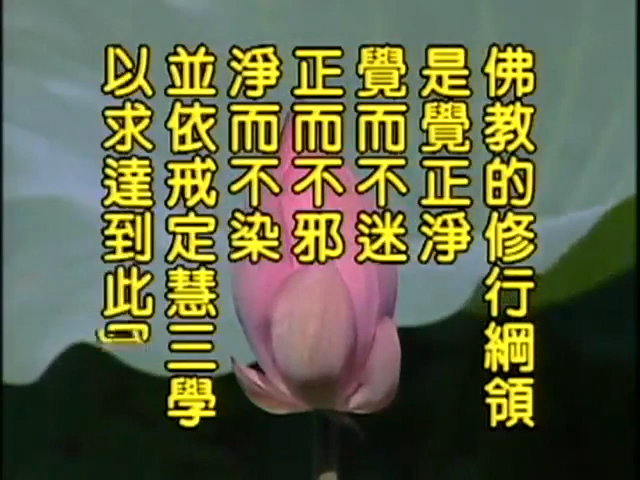 佛教的修行綱領
是覺正淨
覺而不迷
正而不邪
淨而不染
並依戒定慧三學
以求達到此